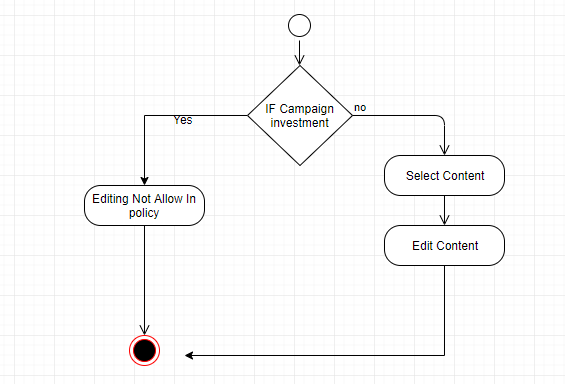 IF Campaign
investment
Yes
no
Select Content
Editing Not Allow In
policy
Edit Content